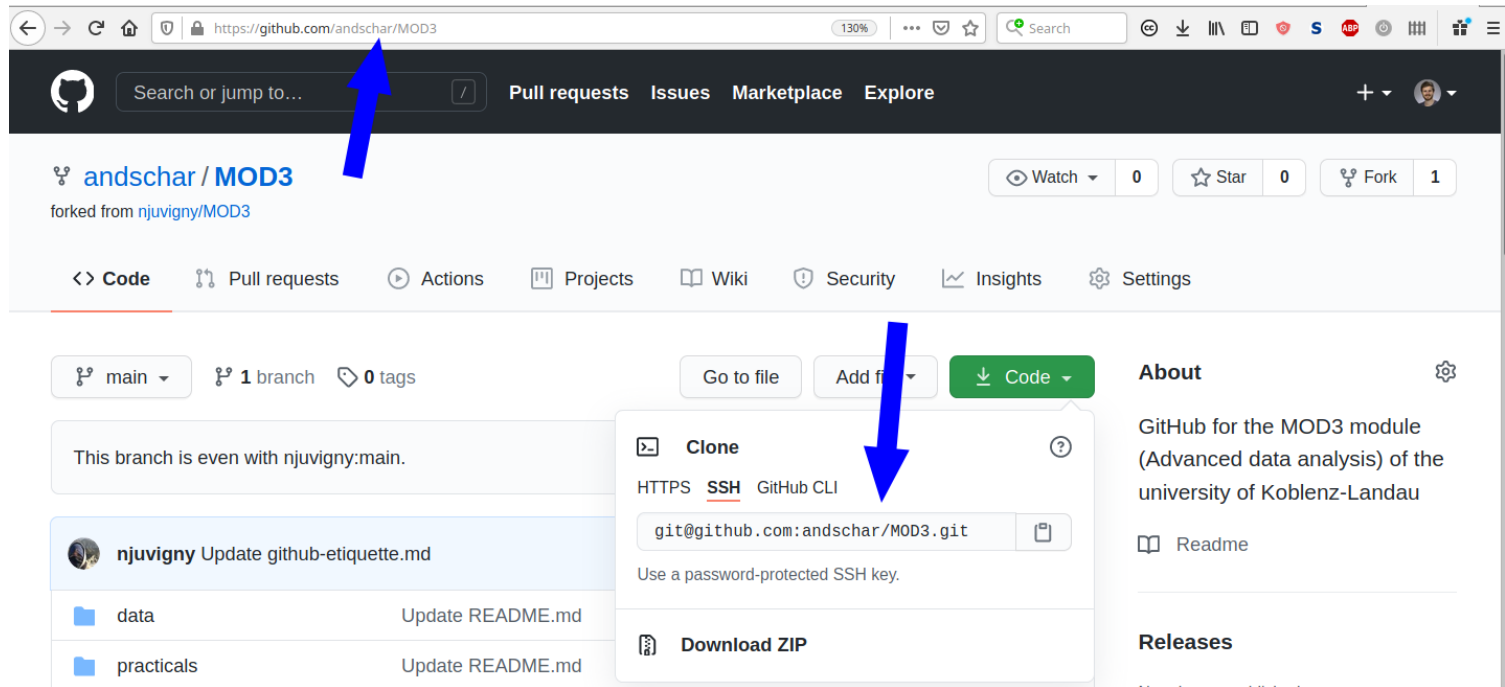 https://github.com/andschar/MOD3 130% Search
Search or jump to… / Pull requests Issues Marketplace Explore
andschar / MOD3 Watch 0 Star 0 Fork 1
forked from njuvigny/MOD3
<> Code Pull requests Actions Projects Wiki Security Insights Settings
main 1 branch 0 tags Go to file Add Code
About
GitHub for the MOD3 module
(Advanced data analysis) of the
university of Koblenz-Landau
Readme
Releases
This branch is even with njuvigny:main.
Clone
HTTPS SSH GitHub CLI
git@github.com:andschar/MOD3.git
Use a password-protected SSH key.
Download ZIP
njuvigny Update github-etiquette.md
data Update README.md
practicals Update README.md